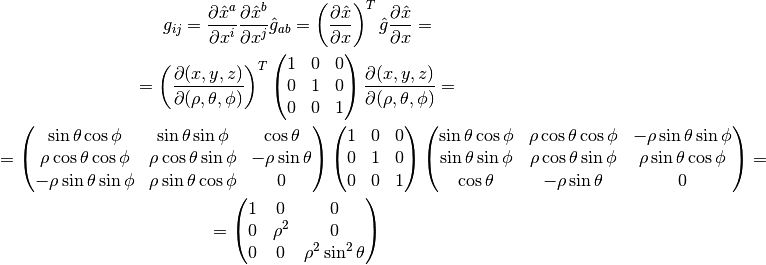 g_{ij} = \frac{\partial \hat{x}^a}{\partial x^i} \frac{\partial \hat{x}^b}{\partial x^j} \hat{g}_{ab} = \left( \frac{\partial \hat{x}}{\partial x} \right)^T \hat{g} \frac{\partial \hat{x}}{\partial x} =
= \left( \frac{\partial(x, y, z)}{\partial(\rho, \theta, \phi)} \right)^T \begin{pmatrix} 1 & 0 & 0 \\ 0 & 1 & 0 \\ 0 & 0 & 1 \end{pmatrix} \frac{\partial(x, y, z)}{\partial(\rho, \theta, \phi)} =
= \begin{pmatrix} \sin\theta \cos\phi & \sin\theta \sin\phi & \cos\theta \\ \rho \cos\theta \cos\phi & \rho \cos\theta \sin\phi & -\rho \sin\theta \\ -\rho \sin\theta \sin\phi & \rho \sin\theta \cos\phi & 0 \end{pmatrix} \begin{pmatrix} 1 & 0 & 0 \\ 0 & 1 & 0 \\ 0 & 0 & 1 \end{pmatrix} \begin{pmatrix} \sin\theta \cos\phi & \rho \cos\theta \cos\phi & -\rho \sin\theta \sin\phi \\ \sin\theta \sin\phi & \rho \cos\theta \sin\phi & \rho \sin\theta \cos\phi \\ \cos\theta & -\rho \sin\theta & 0 \end{pmatrix} =
= \begin{pmatrix} 1 & 0 & 0 \\ 0 & \rho^2 & 0 \\ 0 & 0 & \rho^2 \sin^2\theta \end{pmatrix}